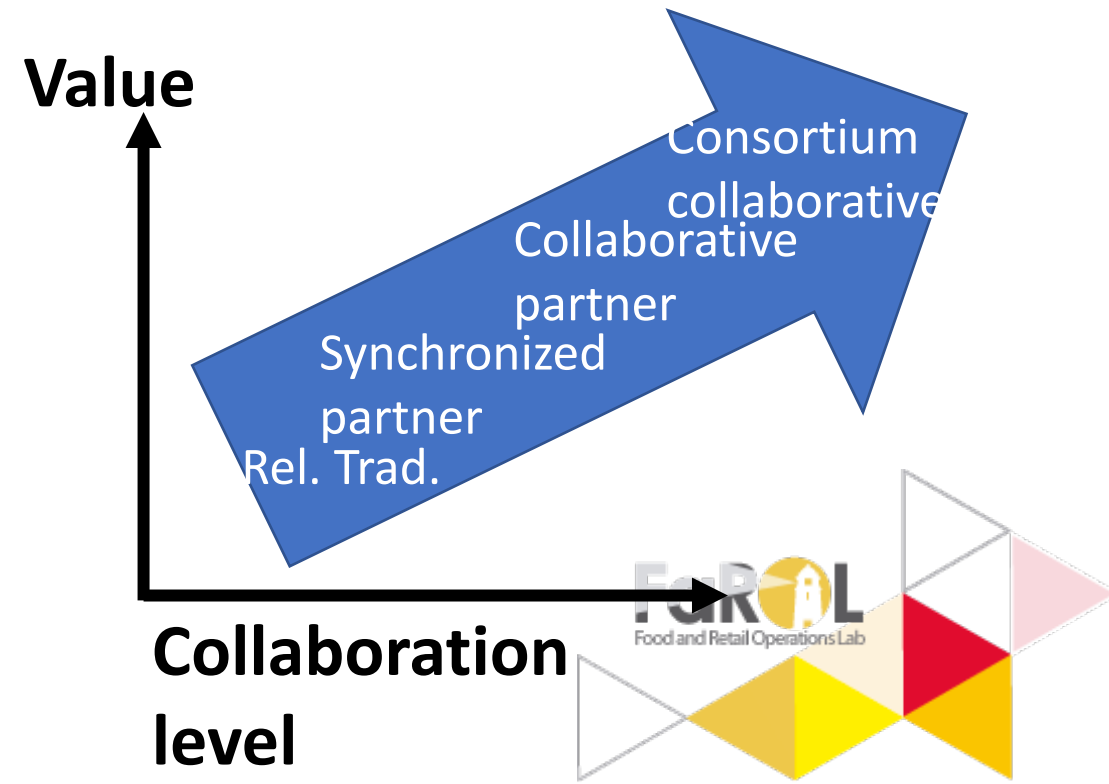 Value
Consortium
collaborative
Collaborative
partner
Synchronized
partner
Rel. Trad.
FaROL
Food and Retail Operations Lab
Collaboration
level